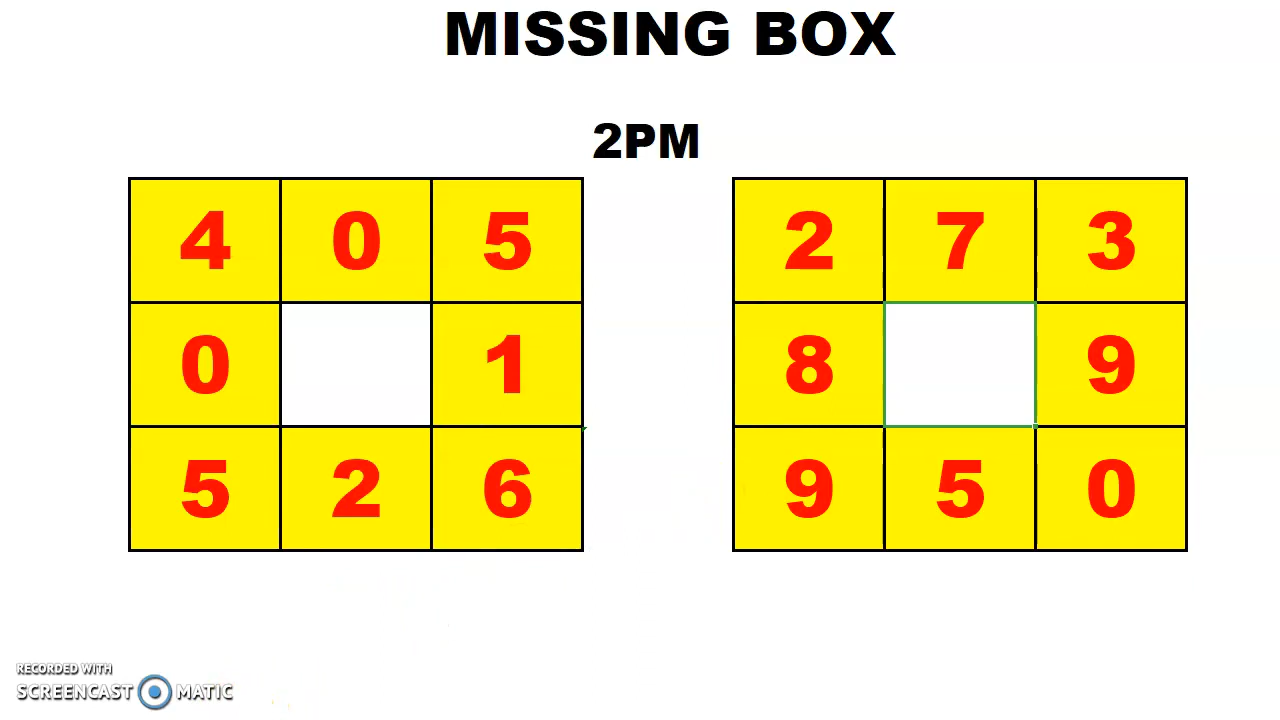 MISSING BOX
2PM
4 0 5 2 7 3
0 1 8 9
5 2 6 9 5 0
RECORDED WITH
SCREENCAST MATIC